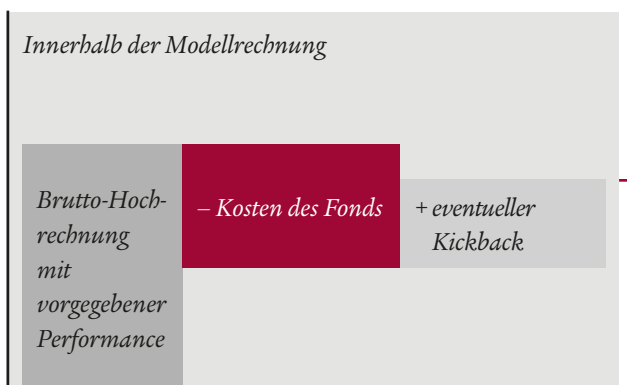 Innerhalb der Modellrechnung
Brutto-Hoch-
rechnung
mit
vorgegebener
Performance
– Kosten des Fonds
+ eventueller
Kickback